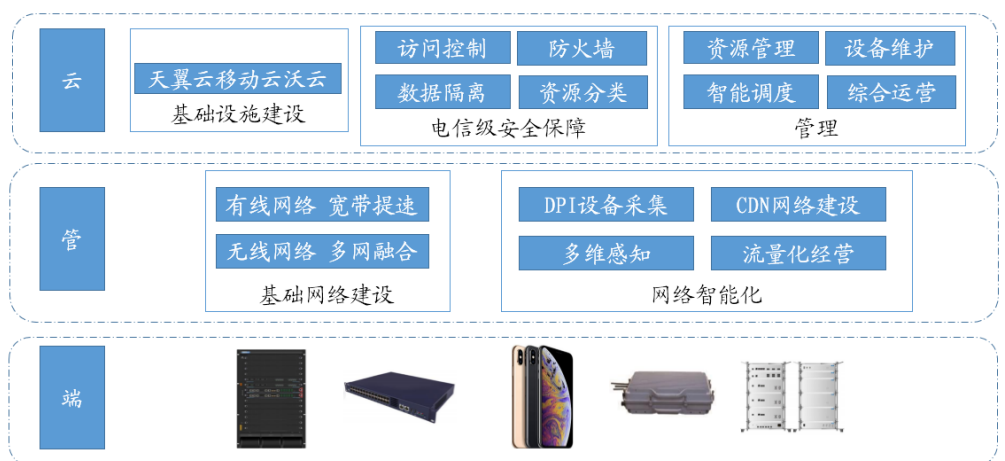 云
天翼云移动云沃云
基础设施建设
访问控制
防火墙
数据隔离
资源分类
电信级安全保障
资源管理
设备维护
智能调度
综合运营
管理
管
有线网络 宽带提速
无线网络 多网融合
基础网络建设
DPI设备采集
CDN网络建设
多维感知
流量化经营
网络智能化
端